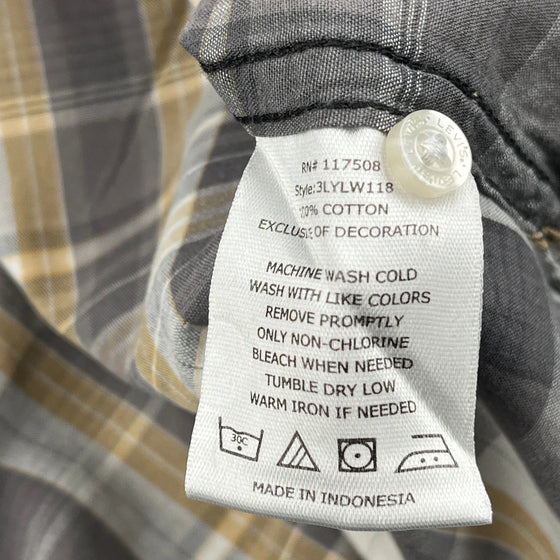 RN# 117508
Style:3LYLW118
100% COTTON
EXCLUSIVE OF DECORATION
MACHINE WASH COLD
WASH WITH LIKE COLORS
REMOVE PROMPTLY
ONLY NON-CHLORINE
BLEACH WHEN NEEDED
TUMBLE DRY LOW
WARM IRON IF NEEDED
30C
MADE IN INDONESIA
LEVI'S